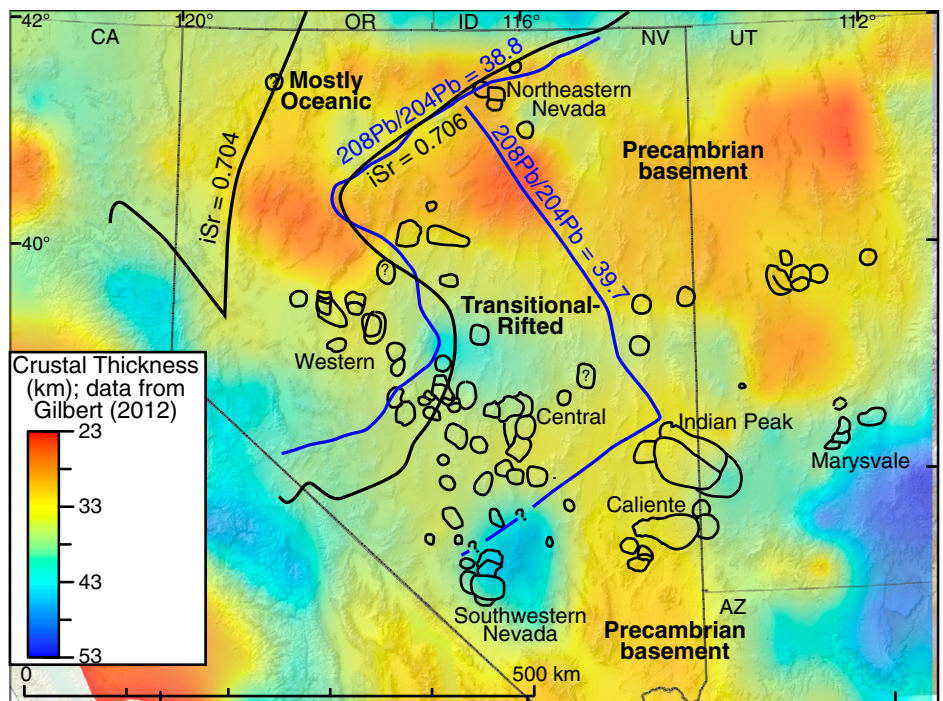 42°
120°
OR
ID
116°
112°
CA
NV
UT
Mostly
Oceanic
?
208Pb/204Pb = 38.8
Northeastern
Nevada
iSr = 0.704
iSr = 0.706
208Pb/204Pb = 39.7
Precambrian
basement
40°
?
Transitional-
Rifted
Western
?
Crustal Thickness
(km); data from
Gilbert (2012)
23
33
43
53
Central
Indian Peak
Marysvale
Caliente
Southwestern
Nevada
AZ
Precambrian
basement
0
500 km